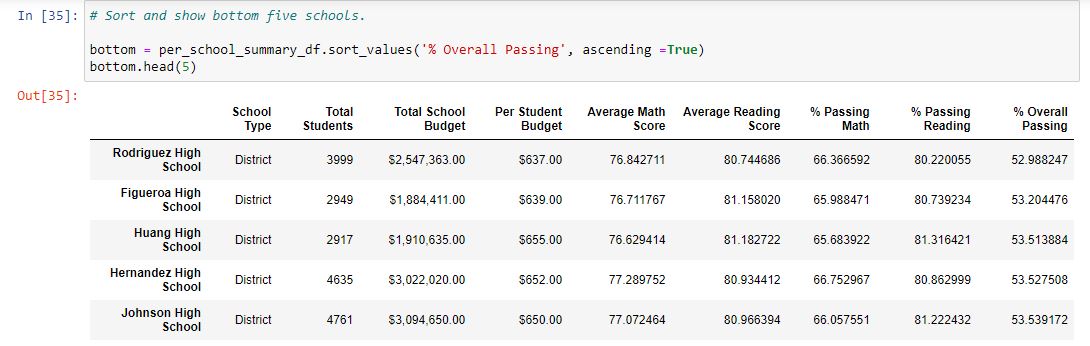 In [35]: # Sort and show bottom five schools.
bottom = per_school_summary_df.sort_values('% Overall Passing', ascending =True)
bottom.head(5)
Out[35]:
School Type Total Students Total School Budget Per Student Budget Average Math Score Average Reading Score % Passing Math % Passing Reading % Overall Passing
Rodriguez High School District 3999 $2,547,363.00 $637.00 76.842711 80.744686 66.366592 80.220055 52.988247
Figueroa High School District 2949 $1,884,411.00 $639.00 76.711767 81.158020 65.988471 80.739234 53.204476
Huang High School District 2917 $1,910,635.00 $655.00 76.629414 81.182722 65.683922 81.316421 53.513884
Hernandez High School District 4635 $3,022,020.00 $652.00 77.289752 80.934412 66.752967 80.862999 53.527508
Johnson High School District 4761 $3,094,650.00 $650.00 77.072464 80.966394 66.057551 81.222432 53.539172